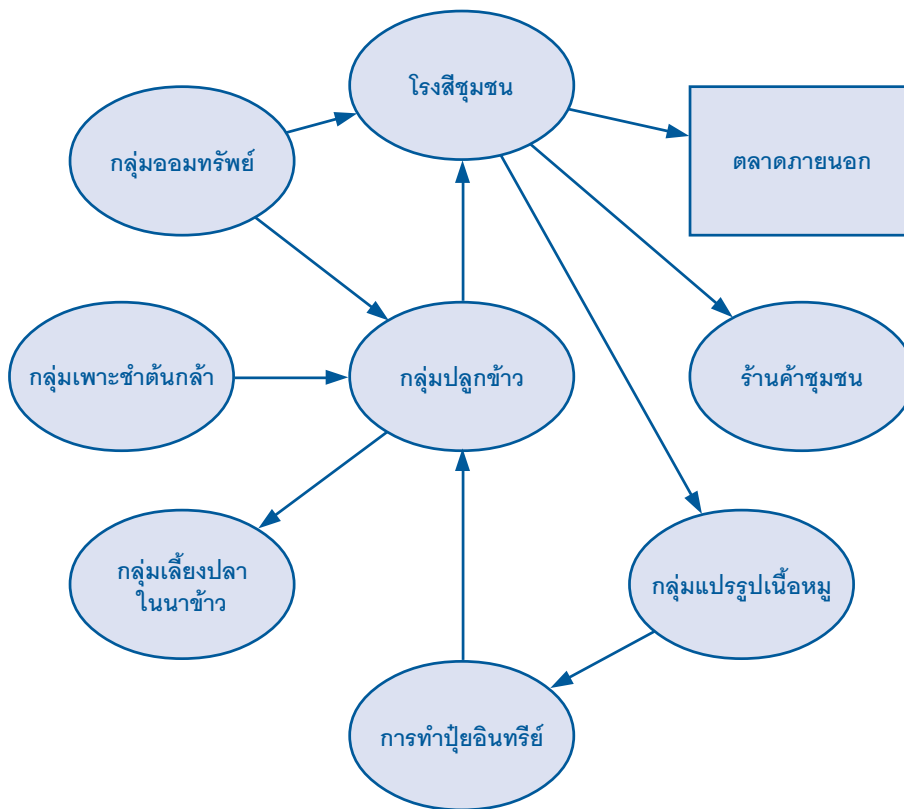 โรงสีชุมชน
กลุ่มออมทรัพย์
ตลาดภายนอก
กลุ่มเพาะชำต้นกล้า
กลุ่มปลูกข้าว
ร้านค้าชุมชน
กลุ่มเลี้ยงปลา
ในนาข้าว
กลุ่มแปรรูปเนื้อหมู
การทำปุ๋ยอินทรีย์